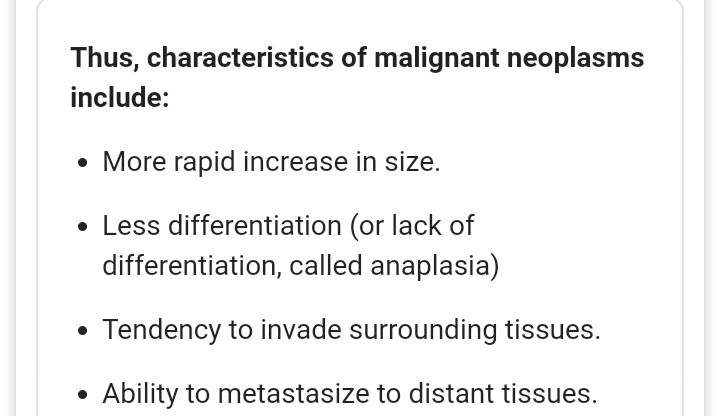 Thus, characteristics of malignant neoplasms
include:
• More rapid increase in size.
• Less differentiation (or lack of
differentiation, called anaplasia)
• Tendency to invade surrounding tissues.
• Ability to metastasize to distant tissues.